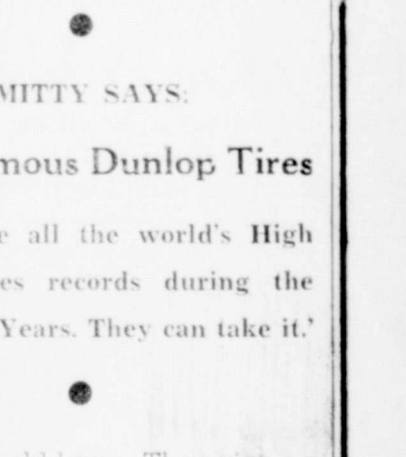 MITTY SAYS:
mous Dunlop Tires
e all the world's High
es records during the
Years. They can take it.'